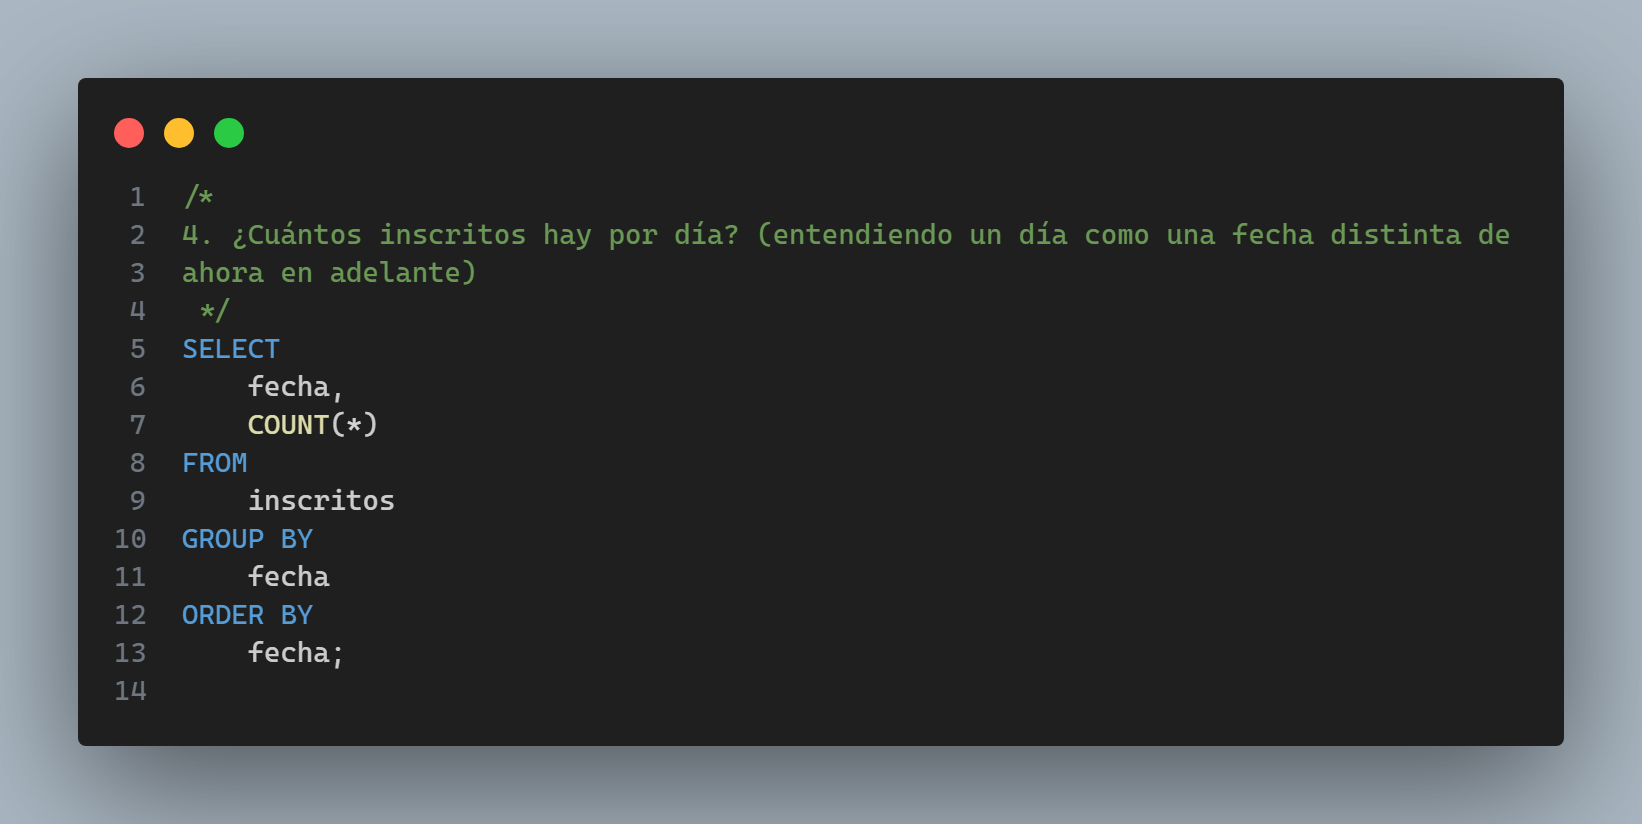 1 /*
2 4. ¿Cuántos inscritos hay por día? (entendiendo un día como una fecha distinta de
3 ahora en adelante)
4  */
5 SELECT
6     fecha,
7     COUNT(*)
8 FROM
9     inscritos
10 GROUP BY
11     fecha
12 ORDER BY
13     fecha;
14